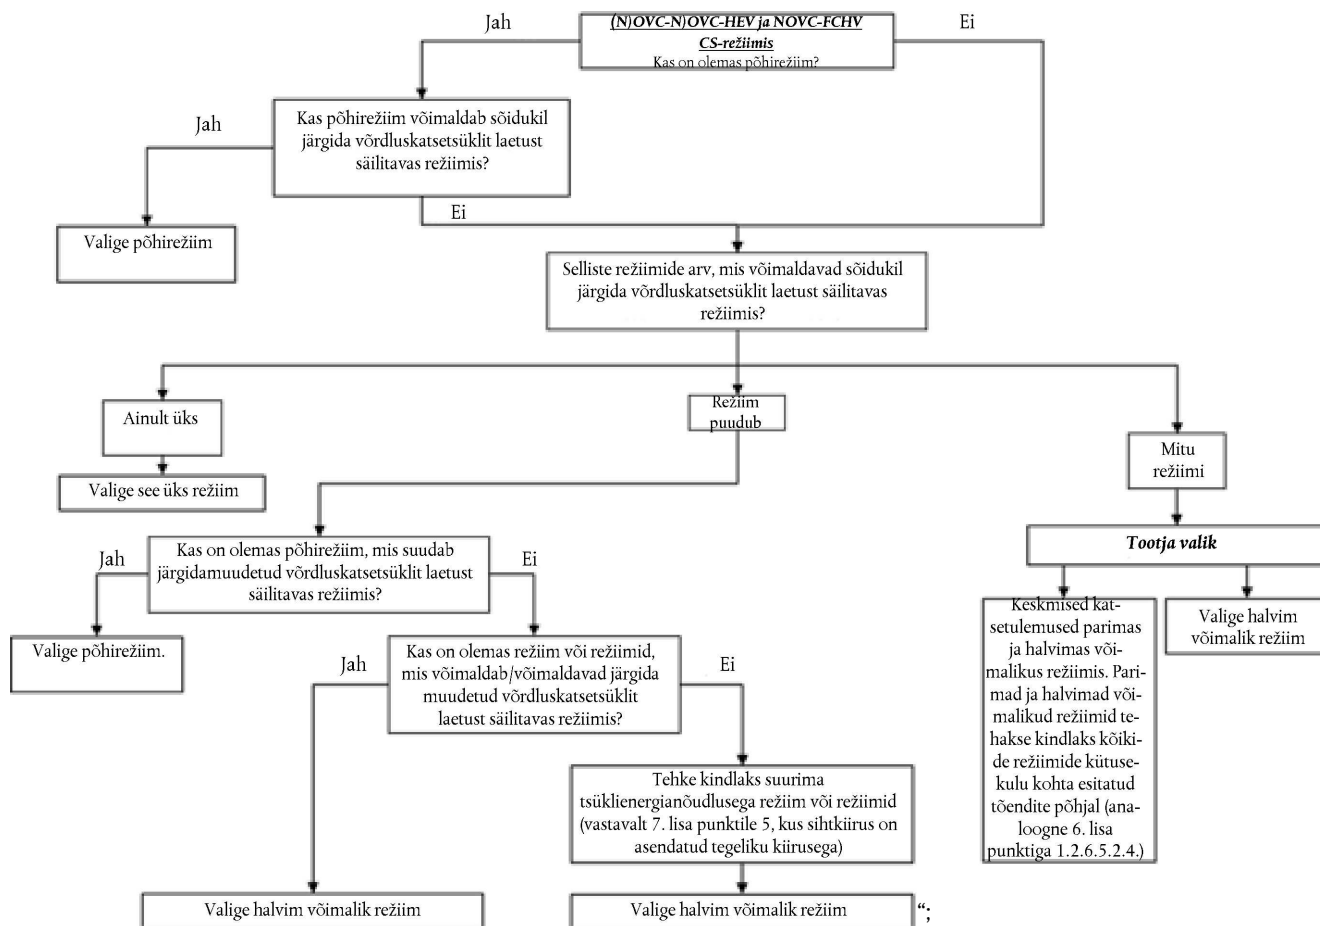 Jah
(N)OVC-N)OVC-HEV ja NOVC-FCHV
CS-režiimis
Kas on olemas põhirežiim?
Ei
Jah
Kas põhirežiim võimaldab sõidukil
järgida võrdluskatsetsüklit laetust
säilitavas režiimis?
Ei
Valige põhirežiim
Selliste režiimide arv, mis võimaldavad sõidukil
järgida võrdluskatsetsüklit laetust säilitavas
režiimis?
Ainult üks
Režiim
puudub
Mitu
režiimi
Valige see üks režiim
Tootja valik
Jah
Kas on olemas põhirežiim, mis suudab
järgidamuudetud võrdluskatsetsüklit laetust
säilitavas režiimis?
Ei
Keskmised kat-
setulemused parimas
ja halvimas või-
malikus režiimis. Pari-
mad ja halvimad või-
malikud režiimid te-
hakse kindlaks kõiki-
de režiimide kütuse-
kulu kohta esitatud
tõendite põhjal (ana-
loogne 6. lisa
punktiga 1.2.6.5.2.4.)
Valige halvim
võimalik režiim
Valige põhirežiim.
Jah
Kas on olemas režiim või režiimid,
mis võimaldab/võimaldavad järgida
muudetud võrdluskatsetsüklit
laetust säilitavas režiimis?
Ei
Tehke kindlaks suurima
tsüklienergianõudlusega režiim või režiimid
(vastavalt 7. lisa punktile 5, kus sihtkiirus on
asendatud tegeliku kiirusega)
Valige halvim võimalik režiim
Valige halvim võimalik režiim “;